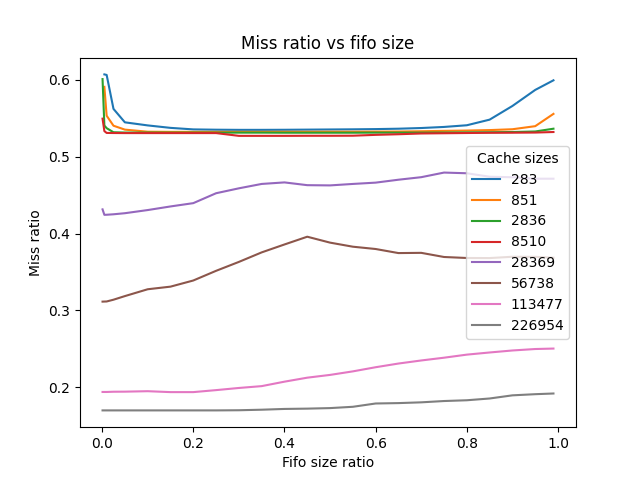 Miss ratio vs fifo size
Miss ratio
0.6
0.5
0.4
0.3
0.2
Cache sizes
283
851
2836
8510
28369
56738
113477
226954
0.0 0.2 0.4 0.6 0.8 1.0
Fifo size ratio